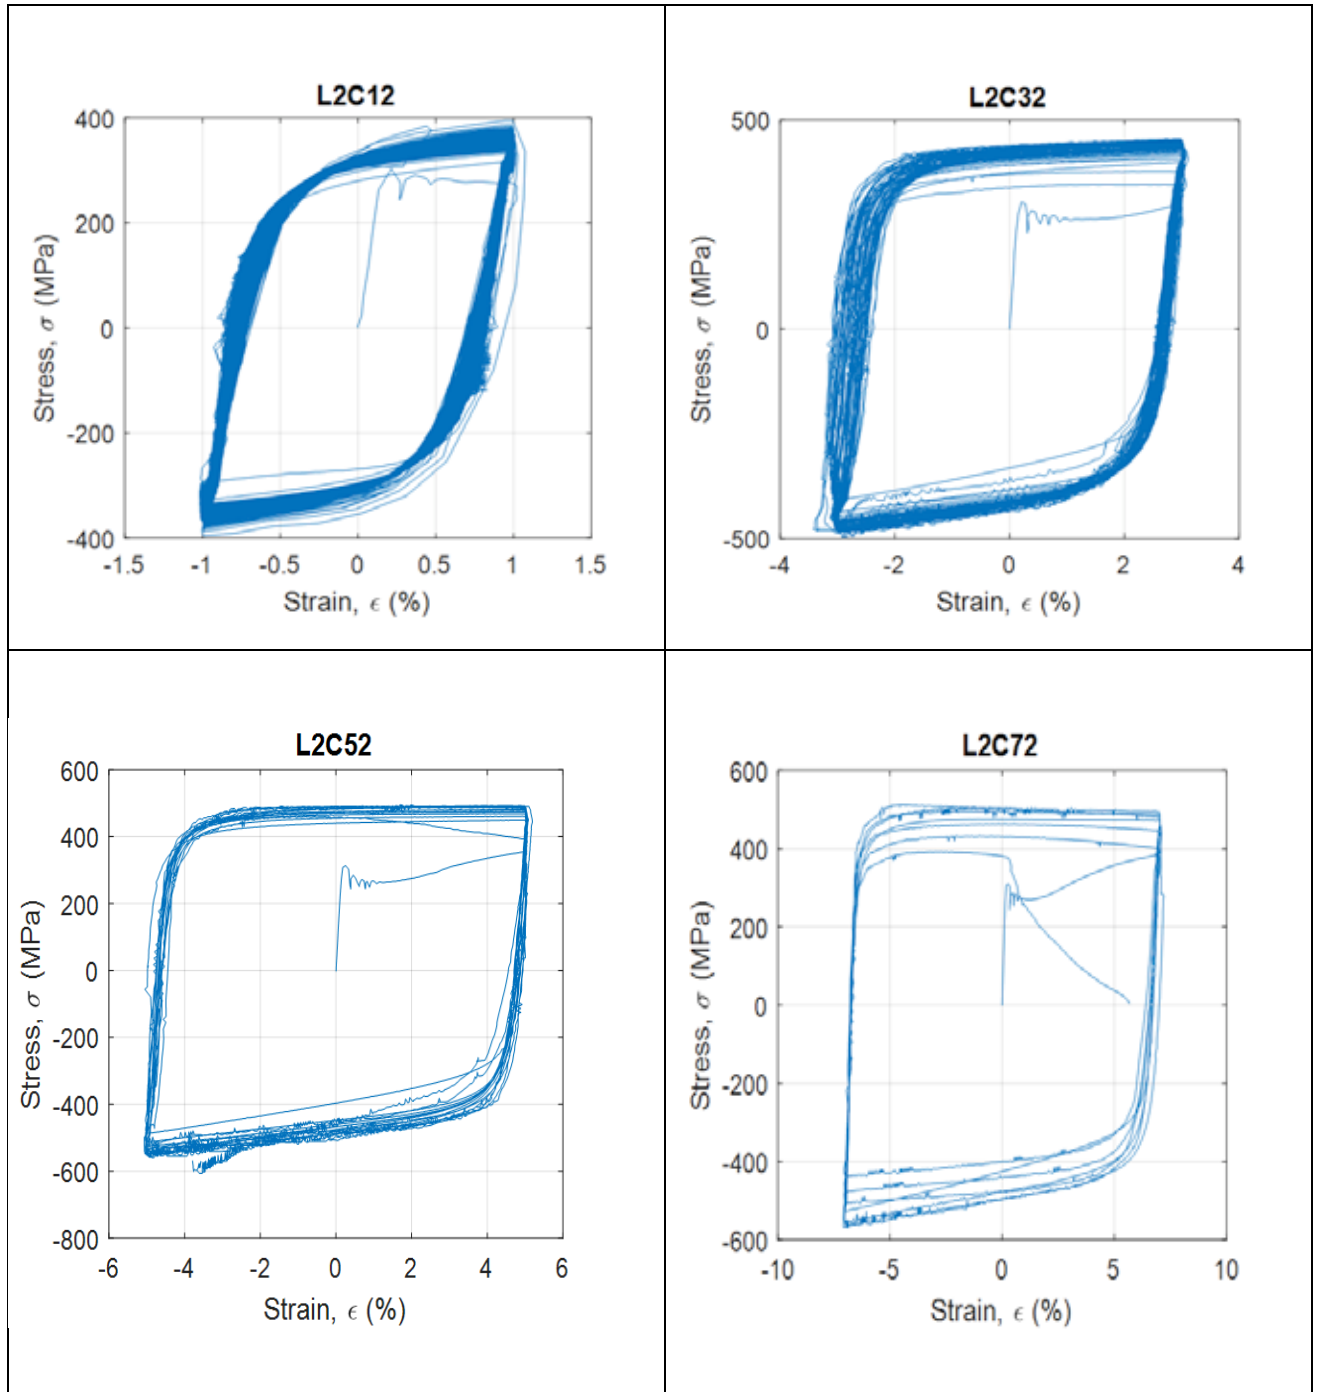 L2C12
400
200
0
-200
-400
-1.5 -1 -0.5 0 0.5 1 1.5
Stress, σ (MPa)
Strain, ϵ (%)
L2C32
500
0
-500
-4 -2 0 2 4
Stress, σ (MPa)
Strain, ϵ (%)
L2C52
600
400
200
0
-200
-400
-600
-800
-6 -4 -2 0 2 4 6
Stress, σ (MPa)
Strain, ϵ (%)
L2C72
600
400
200
0
-200
-400
-600
-10 -5 0 5 10
Stress, σ (MPa)
Strain, ϵ (%)